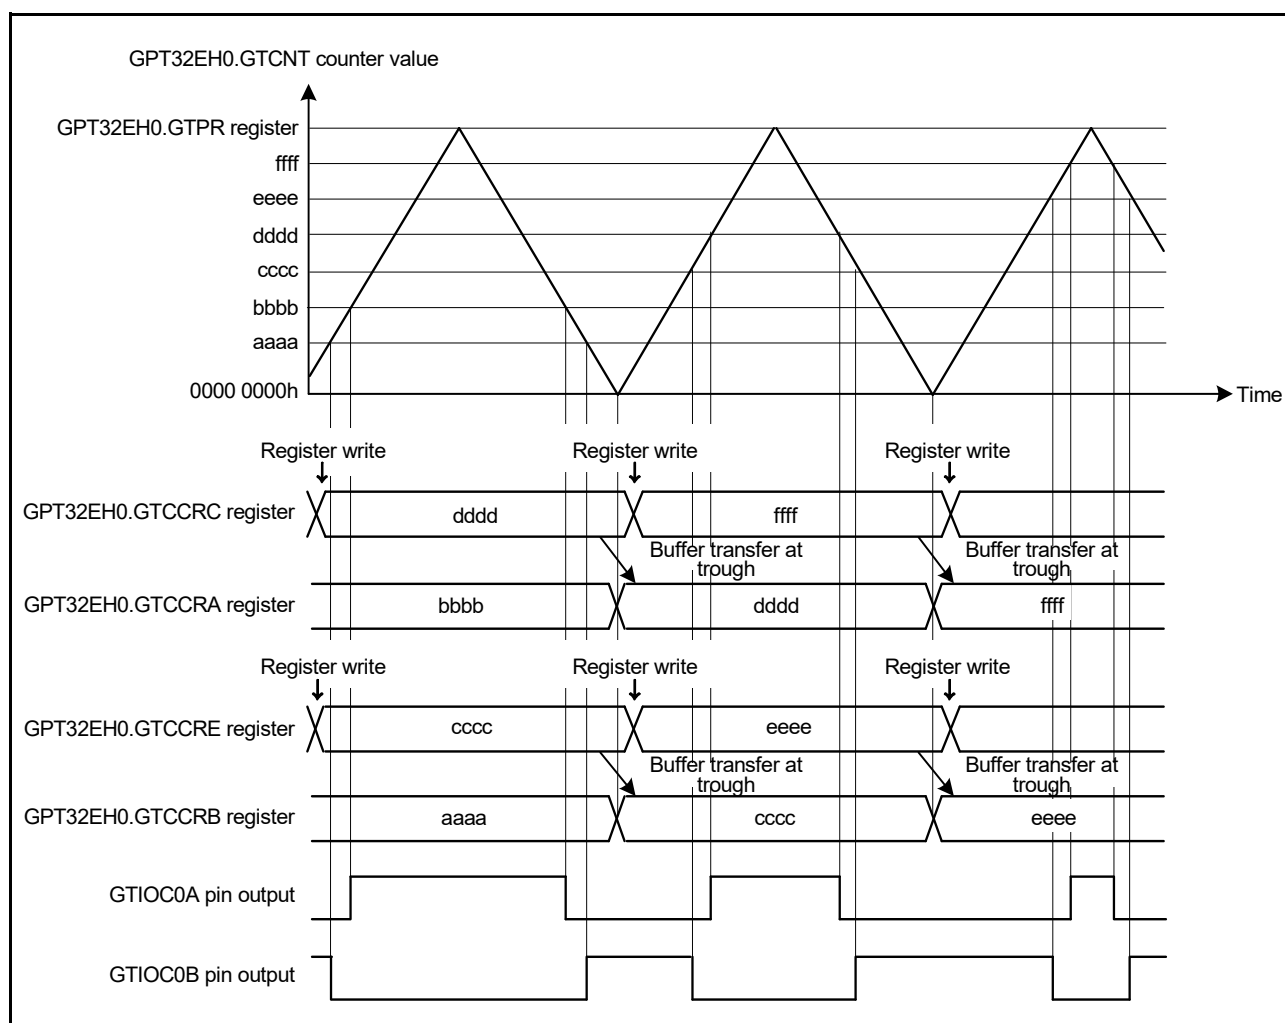 GPT32EH0.GTCNT counter value
GPT32EH0.GTPR register
ffff
eeee
dddd
cccc
bbbb
aaaa
0000 0000h
Time
Register write
Register write
Register write
GPT32EH0.GTCCRC register
dddd
ffff
Buffer transfer at
trough
Buffer transfer at
trough
GPT32EH0.GTCCRA register
bbbb
dddd
ffff
Register write
Register write
Register write
GPT32EH0.GTCCRE register
cccc
eeee
Buffer transfer at
trough
Buffer transfer at
trough
GPT32EH0.GTCCRB register
aaaa
cccc
eeee
GTIOC0A pin output
GTIOC0B pin output